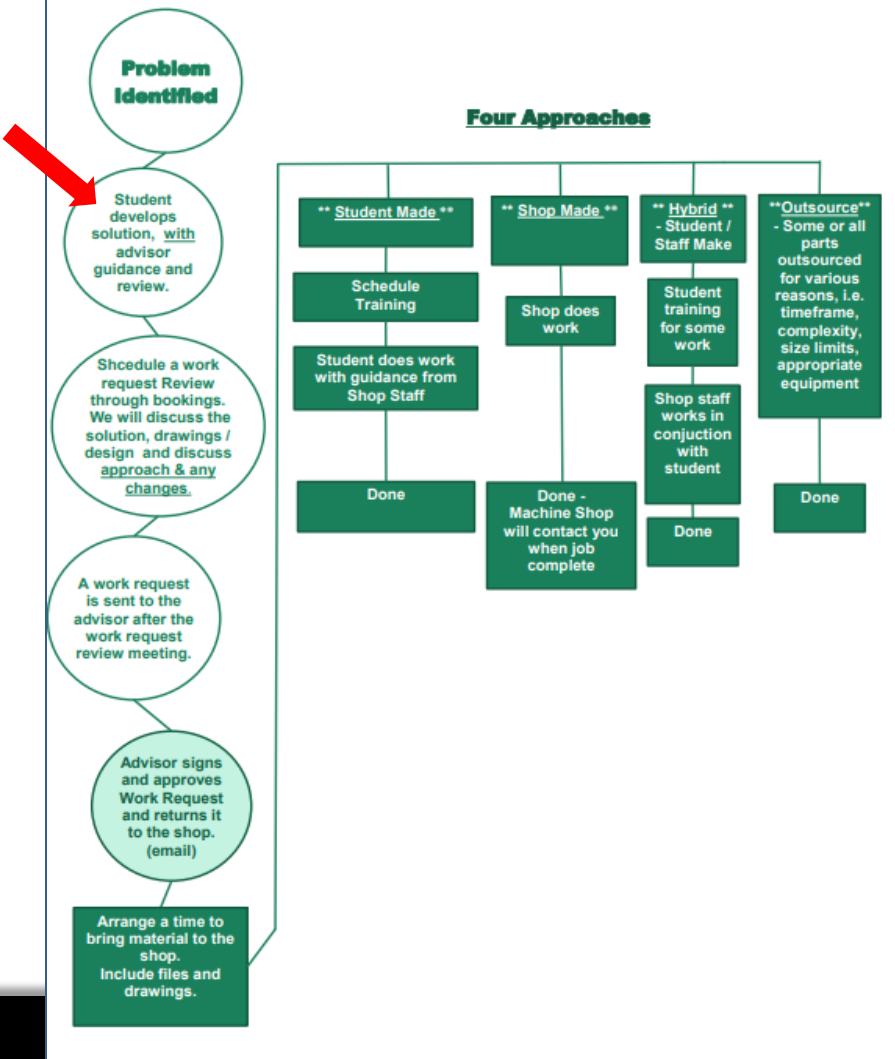 Problem
Identified
Student
develops
solution, with
advisor
guidance and
review.
Shcedule a work
request Review
through bookings.
We will discuss the
solution, drawings /
design and discuss
approach & any
changes.
A work request
is sent to the
advisor after the
work request
review meeting.
Advisor signs
and approves
Work Request
and returns it
to the shop.
(email)
Arrange a time to
bring material to the
shop.
Include files and
drawings.
Four Approaches
** Student Made **
Schedule
Training
Student does work
with guidance from
Shop Staff
Done
** Shop Made **
Shop does
work
Done -
Machine Shop
will contact you
when job
complete
** Hybrid **
- Student /
Staff Make
Student
training
for some
work
Shop staff
works in
conjuction
with
student
Done
**Outsource**
- Some or all
parts
outsourced
for various
reasons, i.e.
timeframe,
complexity,
size limits,
appropriate
equipment
Done